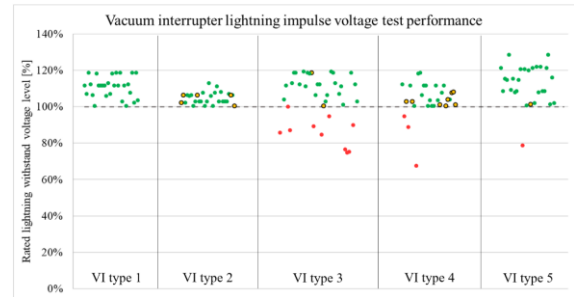 Vacuum interrupter lightning impulse voltage test performance
Rated lightning withstand voltage level [%]
140%
120%
100%
80%
60%
40%
20%
0%
VI type 1 VI type 2 VI type 3 VI type 4 VI type 5